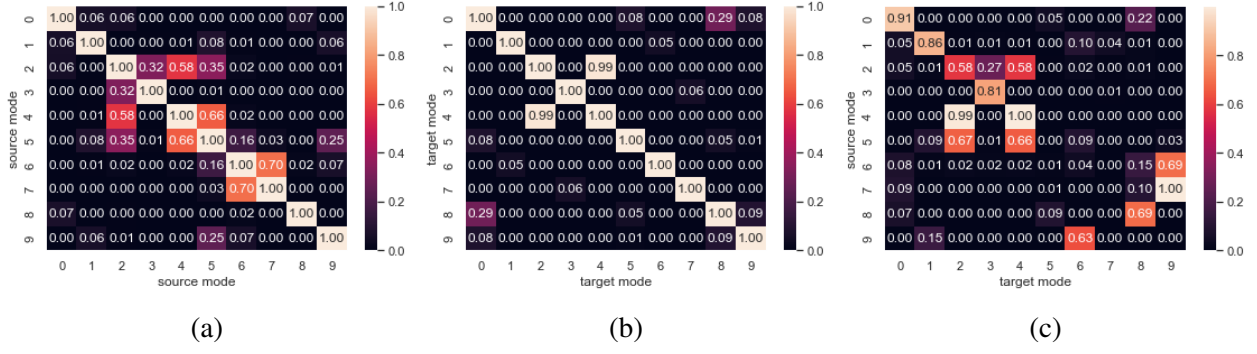 0 1.00 0.06 0.06 0.00 0.00 0.00 0.00 0.00 0.07 0.00
1 0.06 1.00 0.00 0.00 0.01 0.08 0.01 0.00 0.00 0.06
2 0.06 0.00 1.00 0.32 0.58 0.35 0.02 0.00 0.00 0.01
3 0.00 0.00 0.32 1.00 0.00 0.01 0.00 0.00 0.00 0.00
4 0.00 0.01 0.58 0.00 1.00 0.66 0.02 0.00 0.00 0.00
5 0.00 0.08 0.35 0.01 0.66 1.00 0.16 0.03 0.00 0.25
6 0.00 0.01 0.02 0.00 0.02 0.16 1.00 0.70 0.02 0.07
7 0.00 0.00 0.00 0.00 0.00 0.03 0.70 1.00 0.00 0.00
8 0.07 0.00 0.00 0.00 0.00 0.00 0.02 0.00 1.00 0.00
9 0.00 0.06 0.01 0.00 0.00 0.25 0.07 0.00 0.00 1.00
0 1 2 3 4 5 6 7 8 9
source mode
source mode
1.0
0.8
0.6
0.4
0.2
0.0
(a)
0 1.00 0.00 0.00 0.00 0.00 0.08 0.00 0.00 0.29 0.08
1 0.00 1.00 0.00 0.00 0.00 0.00 0.05 0.00 0.00 0.00
2 0.00 0.00 1.00 0.00 0.99 0.00 0.00 0.00 0.00 0.00
3 0.00 0.00 0.00 1.00 0.00 0.00 0.00 0.06 0.00 0.00
4 0.00 0.00 0.99 0.00 1.00 0.00 0.00 0.00 0.00 0.00
5 0.08 0.00 0.00 0.00 0.00 1.00 0.00 0.00 0.05 0.01
6 0.00 0.05 0.00 0.00 0.00 0.00 1.00 0.00 0.00 0.00
7 0.00 0.00 0.00 0.06 0.00 0.00 0.00 1.00 0.00 0.00
8 0.29 0.00 0.00 0.00 0.00 0.05 0.00 0.00 1.00 0.09
9 0.08 0.00 0.00 0.00 0.00 0.01 0.00 0.00 0.09 1.00
0 1 2 3 4 5 6 7 8 9
target mode
target mode
1.0
0.8
0.6
0.4
0.2
0.0
(b)
0 0.91 0.00 0.00 0.00 0.00 0.05 0.00 0.00 0.22 0.00
1 0.05 0.86 0.01 0.01 0.01 0.00 0.10 0.04 0.01 0.00
2 0.05 0.01 0.58 0.27 0.58 0.00 0.02 0.00 0.01 0.00
3 0.00 0.00 0.00 0.81 0.00 0.00 0.00 0.01 0.00 0.00
4 0.00 0.00 0.99 0.00 1.00 0.00 0.00 0.00 0.00 0.00
5 0.00 0.09 0.67 0.00 0.66 0.00 0.09 0.00 0.00 0.03
6 0.08 0.01 0.02 0.00 0.02 0.01 0.04 0.00 0.15 0.69
7 0.09 0.00 0.00 0.00 0.00 0.01 0.00 0.00 0.10 1.00
8 0.07 0.00 0.00 0.00 0.00 0.09 0.00 0.00 0.69 0.00
9 0.00 0.15 0.00 0.00 0.00 0.00 0.63 0.00 0.00 0.00
0 1 2 3 4 5 6 7 8 9
target mode
source mode
0.8
0.6
0.4
0.2
0.0
(c)